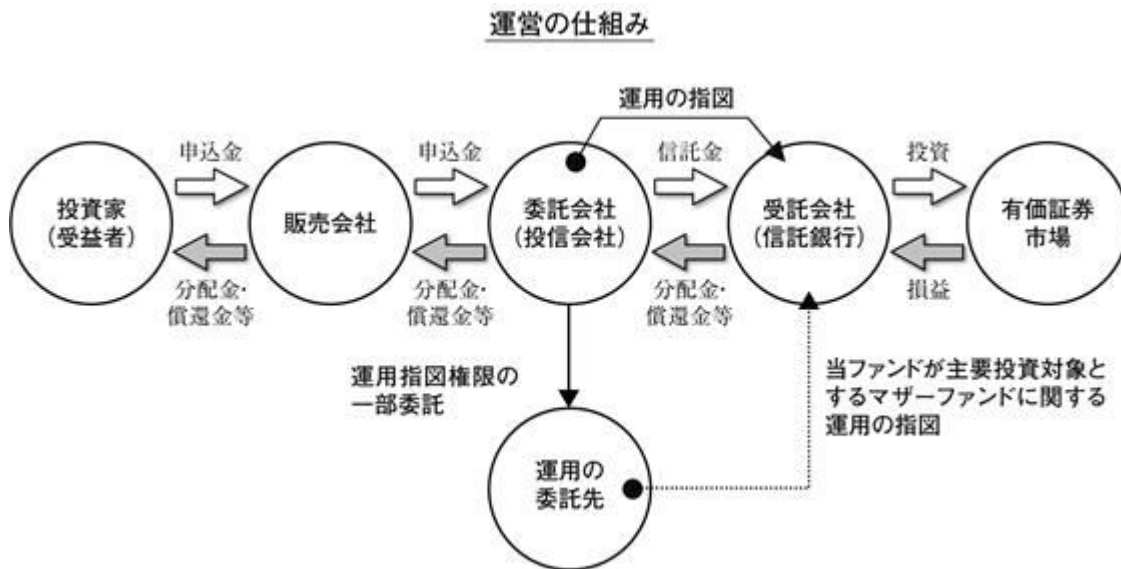 運営の仕組み
運用の指図
申込金
申込金
信託金
投資
投資家
(受益者)
販売会社
委託会社
(投信会社)
受託会社
(信託銀行)
有価証券
市場
分配金・
償還金等
分配金・
償還金等
分配金・
償還金等
損益
運用指図権限の
一部委託
当ファンドが主要投資対象と
するマザーファンドに関する
運用の指図
運用の
委託先